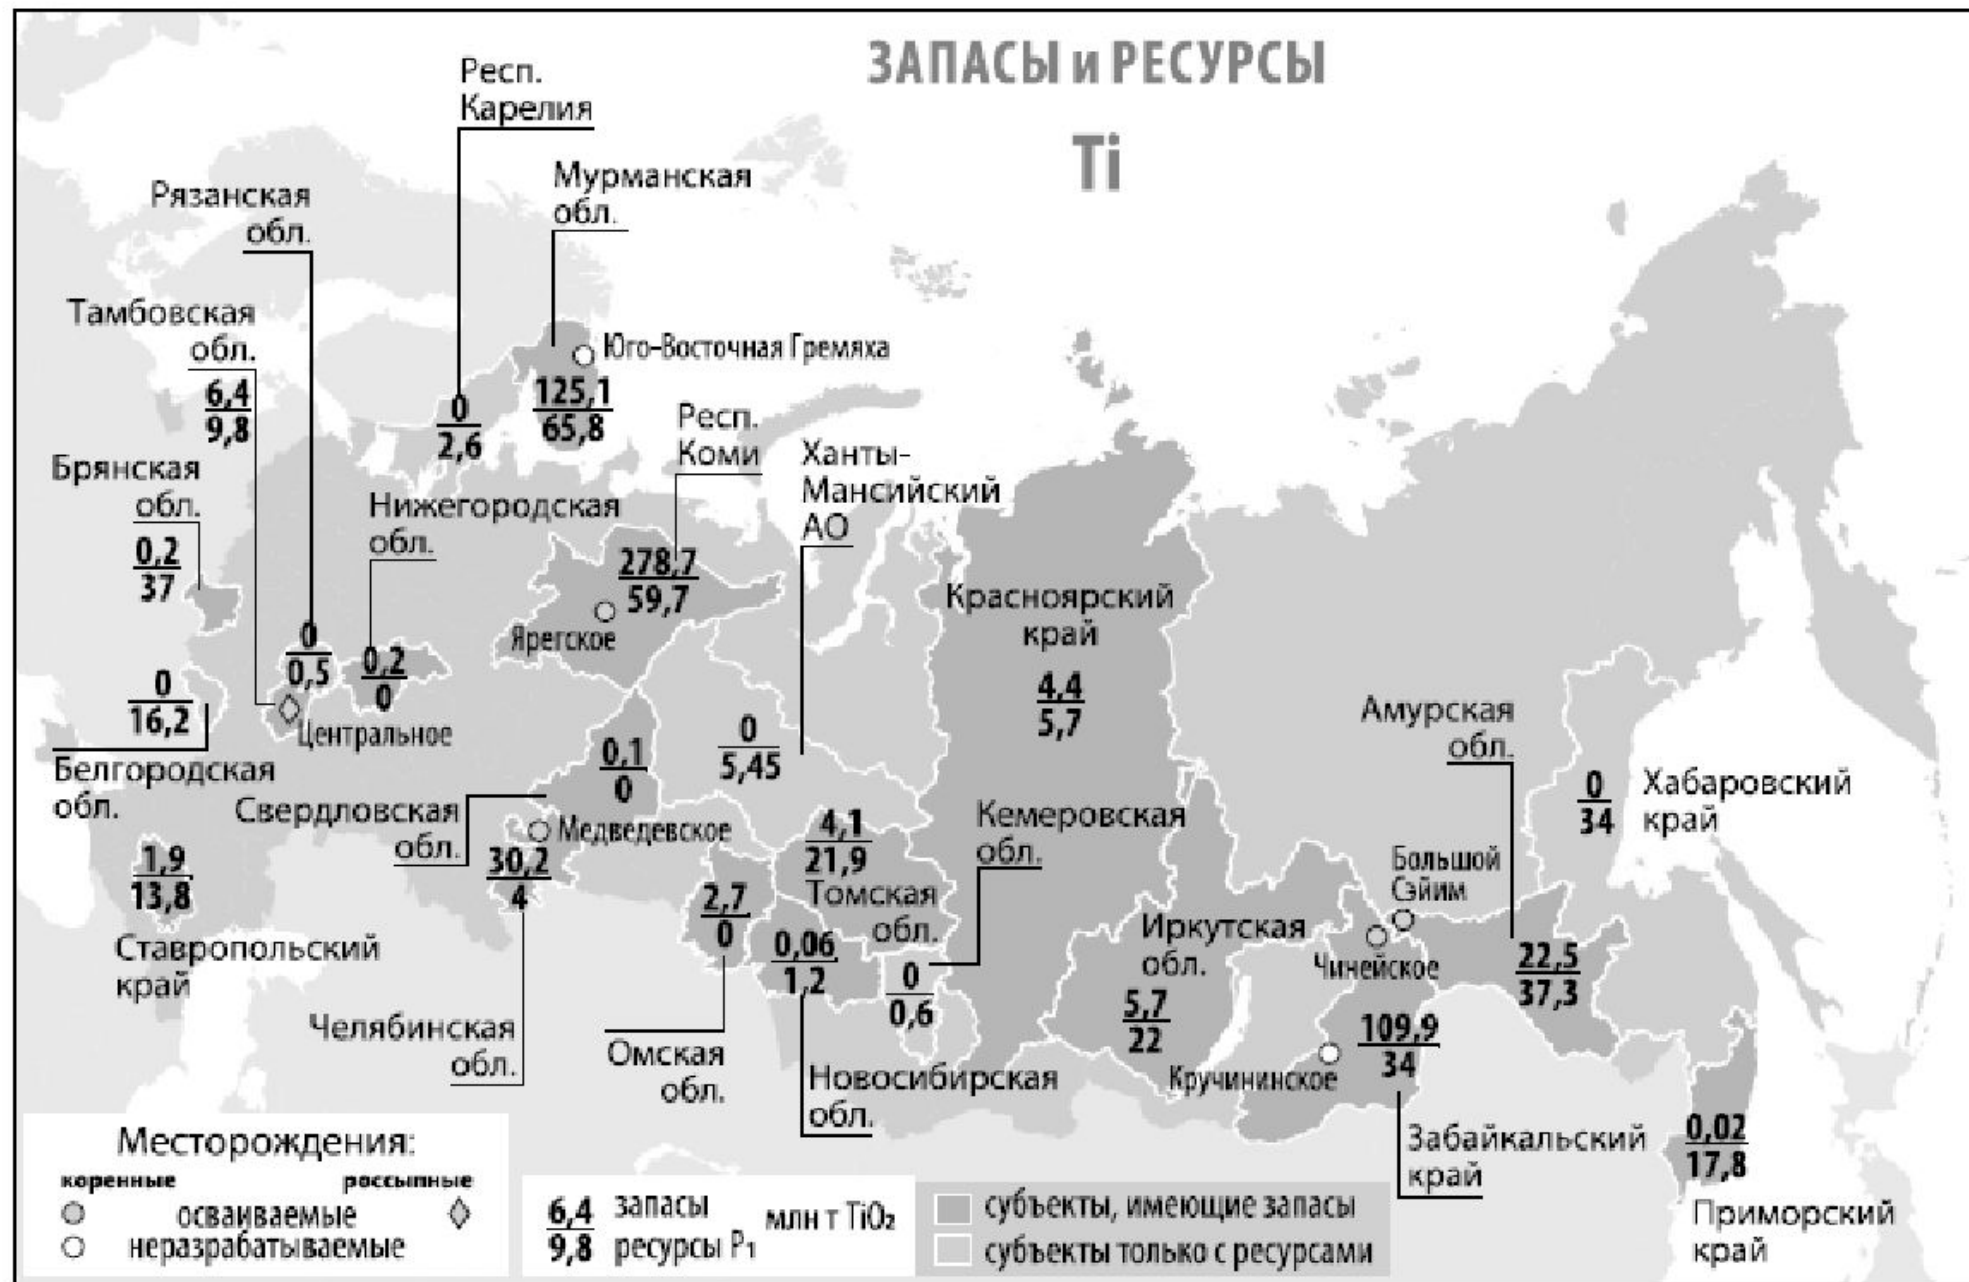 ЗАПАСЫ и РЕСУРСЫ
Ti
Респ.
Карелия
0
2,6
Мурманская
обл.
Юго-Восточная Гремяха
125,1
65,8
Рязанская
обл.
0
0,5
Тамбовская
обл.
6,4
9,8
Центральное
Брянская
обл.
0,2
37
Нижегородская
обл.
0,2
0
Респ.
Коми
278,7
59,7
Ярегское
Ханты-
Мансийский
АО
0
5,45
Красноярский
край
4,4
5,7
0
16,2
Белгородская
обл.
Свердловская
обл.
0,1
0
Медведевское
30,2
4
Челябинская
обл.
1,9
13,8
Ставропольский
край
4,1
21,9
Томская
обл.
2,7
0
Омская
обл.
0,06
1,2
Новосибирская
обл.
Кемеровская
обл.
0
0,6
Иркутская
обл.
5,7
22
Амурская
обл.
22,5
37,3
0
34
Хабаровский
край
Большой
Сэйим
Чинейское
109,9
34
Кручининское
Забайкальский
край
0,02
17,8
Приморский
край
Месторождения:
коренные россыпные
осваиваемые
неразрабатываемые
6,4 запасы
9,8 ресурсы P₁
млн т TiO₂
субъекты, имеющие запасы
субъекты только с ресурсами